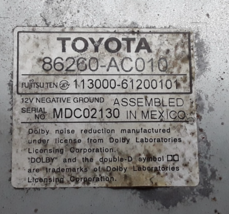 TOYOTA
86260-AC010
FUJITSU TEN 113000-61200101
12V NEGATIVE GROUND ASSEMBLED
SERIAL NO MDC02130 IN MEXICO
Dolby noise reduction manufactured
under license from Dolby Laboratories
Licensing Corporation.
"DOLBY" and the double-D symbol
are trademarks of Dolby Laboratories
Licensing Corporation.